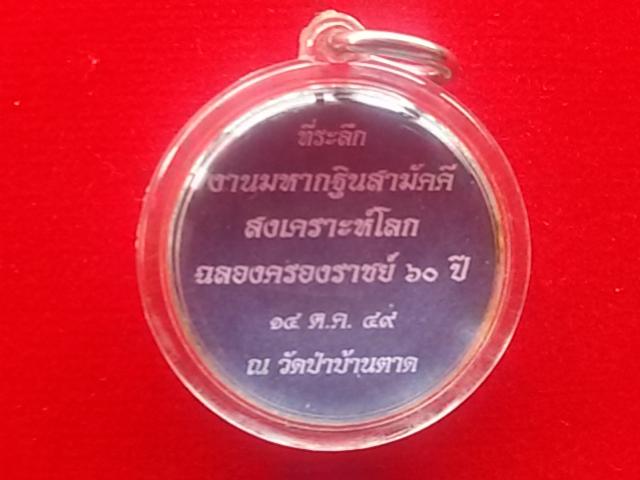 ที่ระลึก
งานมหากฐินสามัคคี
สงเคราะห์โลก
ฉลองครองราชย์ ๖๐ ปี
๑๕ ต.ค. ๔๙
ณ วัดป่าบ้านตาด